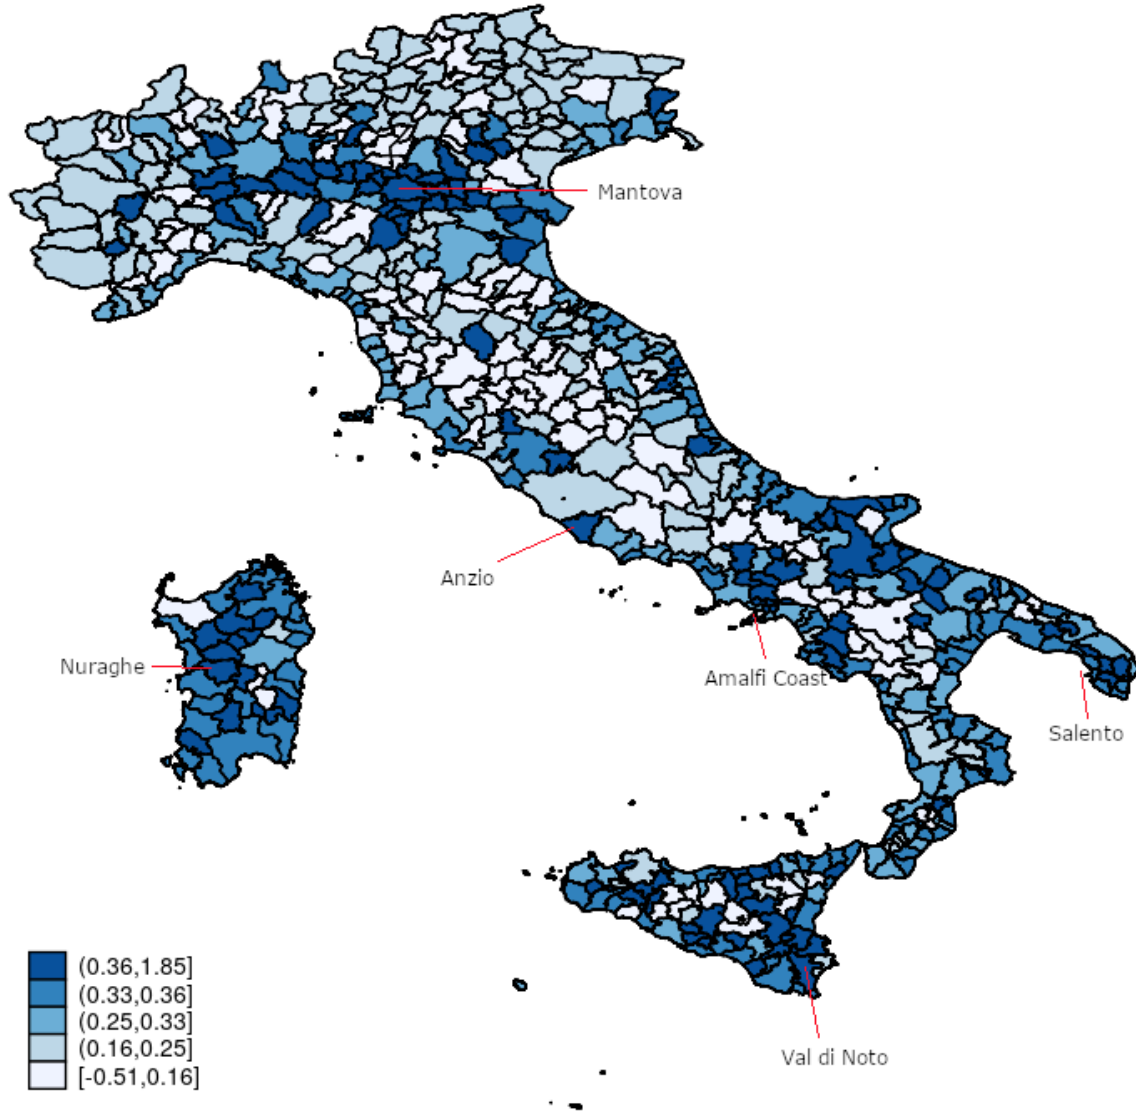 Mantova
Anzio
Nuraghe
Amalfi Coast
Salento
(0.36,1.85]
(0.33,0.36]
(0.25,0.33]
(0.16,0.25]
[-0.51,0.16]
Val di Noto